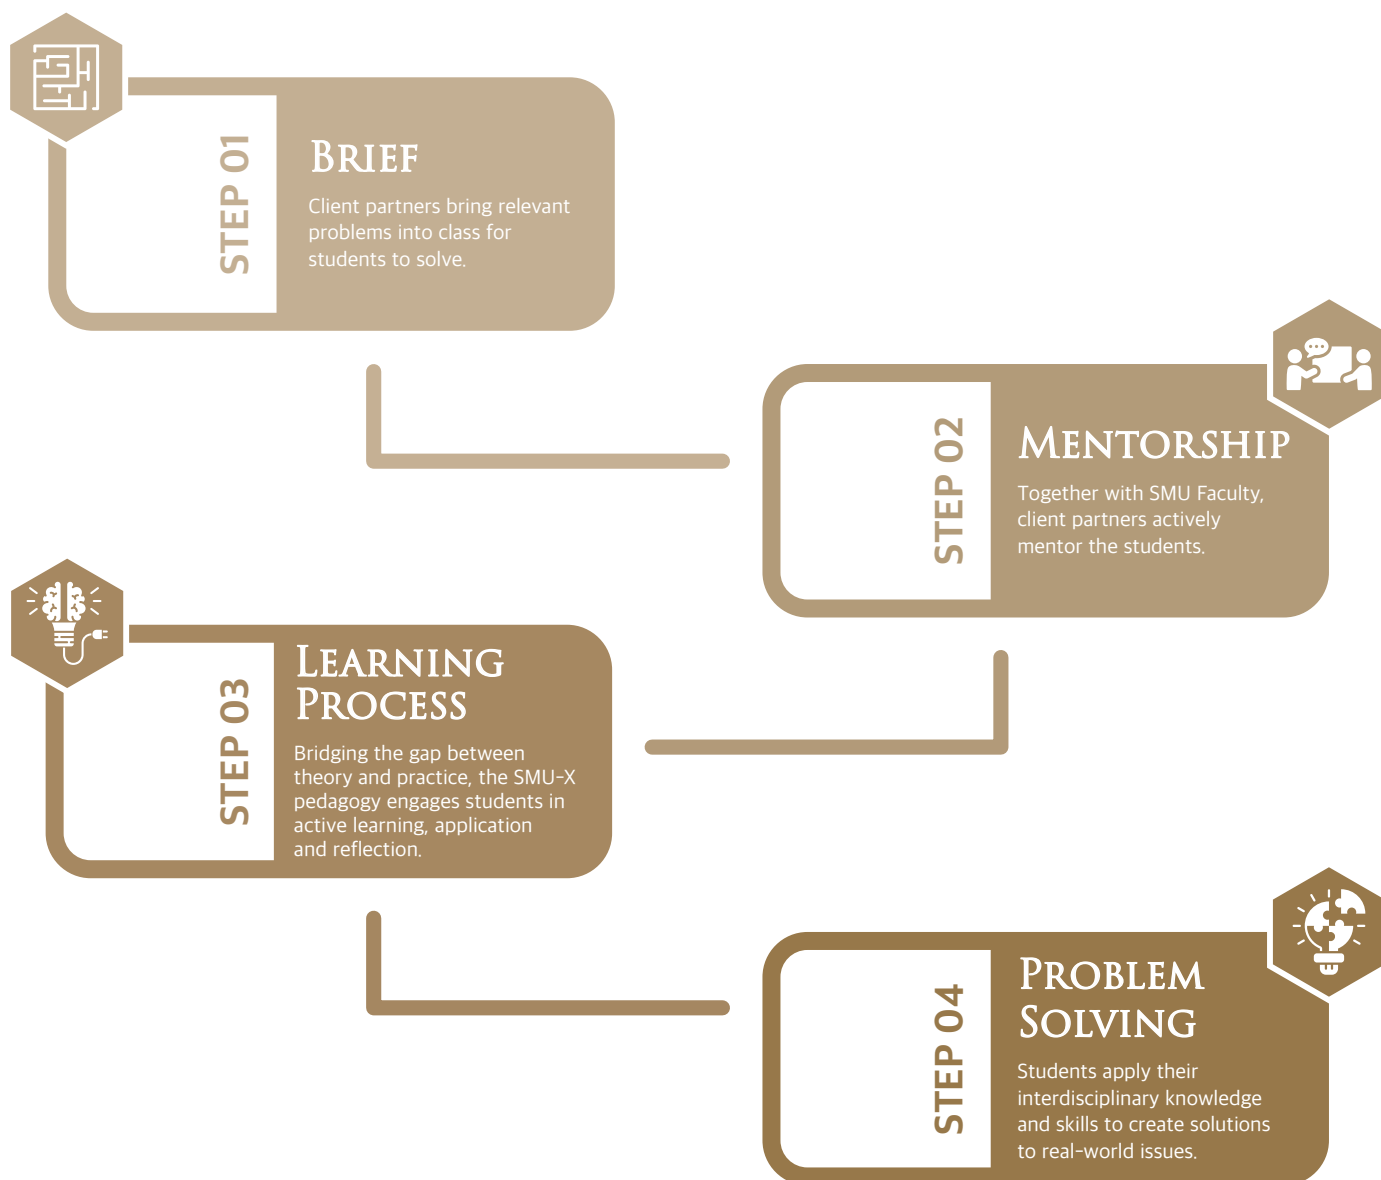 STEP 01
BRIEF
Client partners bring relevant
problems into class for
students to solve.
STEP 02
MENTORSHIP
Together with SMU Faculty,
client partners actively
mentor the students.
STEP 03
LEARNING
PROCESS
Bridging the gap between
theory and practice, the SMU-X
pedagogy engages students in
active learning, application
and reflection.
STEP 04
PROBLEM
SOLVING
Students apply their
interdisciplinary knowledge
and skills to create solutions
to real-world issues.